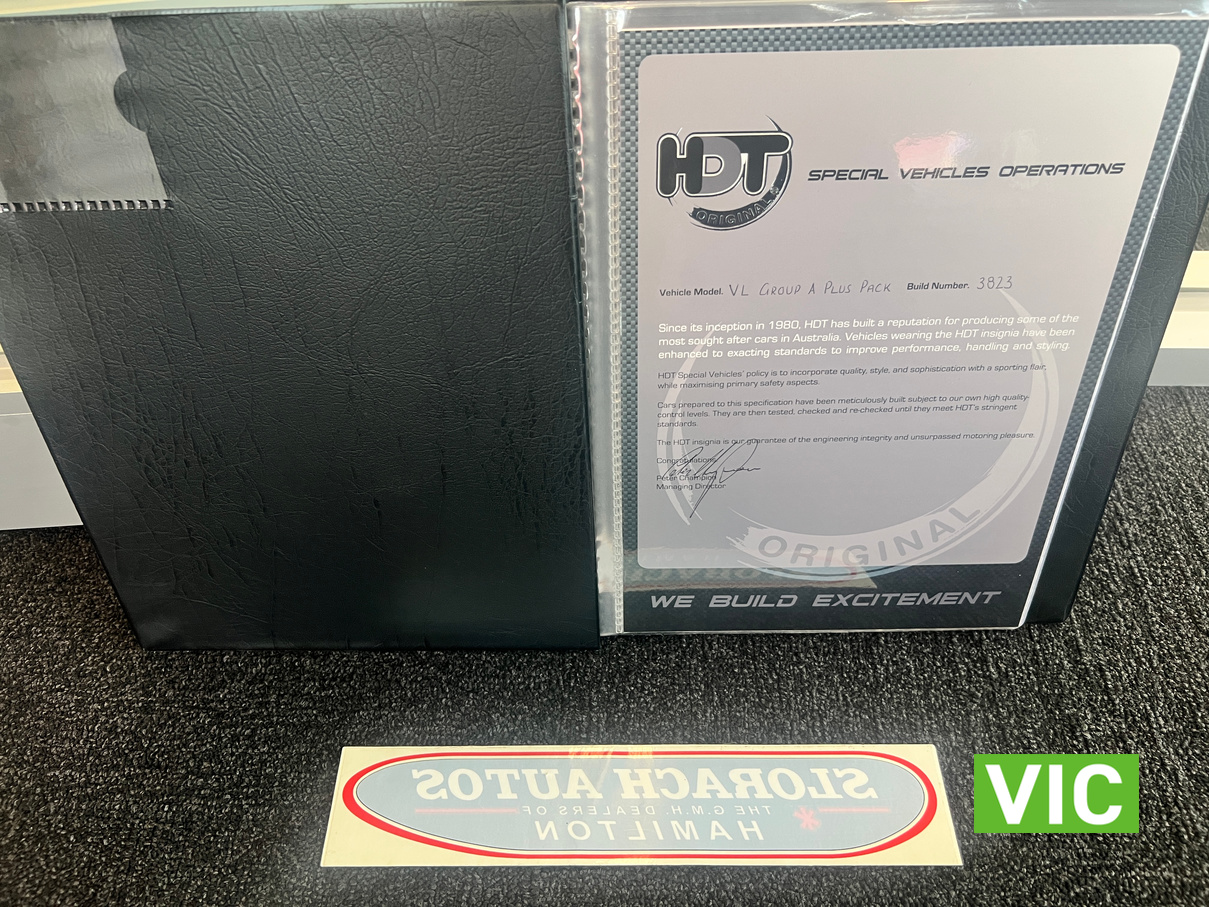 HDT
ORIGINAL
SPECIAL VEHICLES OPERATIONS
Vehicle Model. VL GROUP A PLUS PACK Build Number. 3823
Since its inception in 1980, HDT has built a reputation for producing some of the
most sought after cars in Australia. Vehicles wearing the HDT insignia have been
enhanced to exacting standards to improve performance, handling and styling.
HDT Special Vehicles' policy is to incorporate quality, style, and sophistication with a sporting flair,
while maximising primary safety aspects.
Cars prepared to this specification have been meticulously built subject to our own high quality-
control levels. They are then tested, checked and re-checked until they meet HDT's stringent
standards.
The HDT insignia is our guarantee of the engineering integrity and unsurpassed motoring pleasure.
Congratulations
Peter Champion
Managing Director
ORIGINAL
WE BUILD EXCITEMENT
SLORACH AUTOS
THE G.M.H. DEALERS OF
HAMILTON
VIC